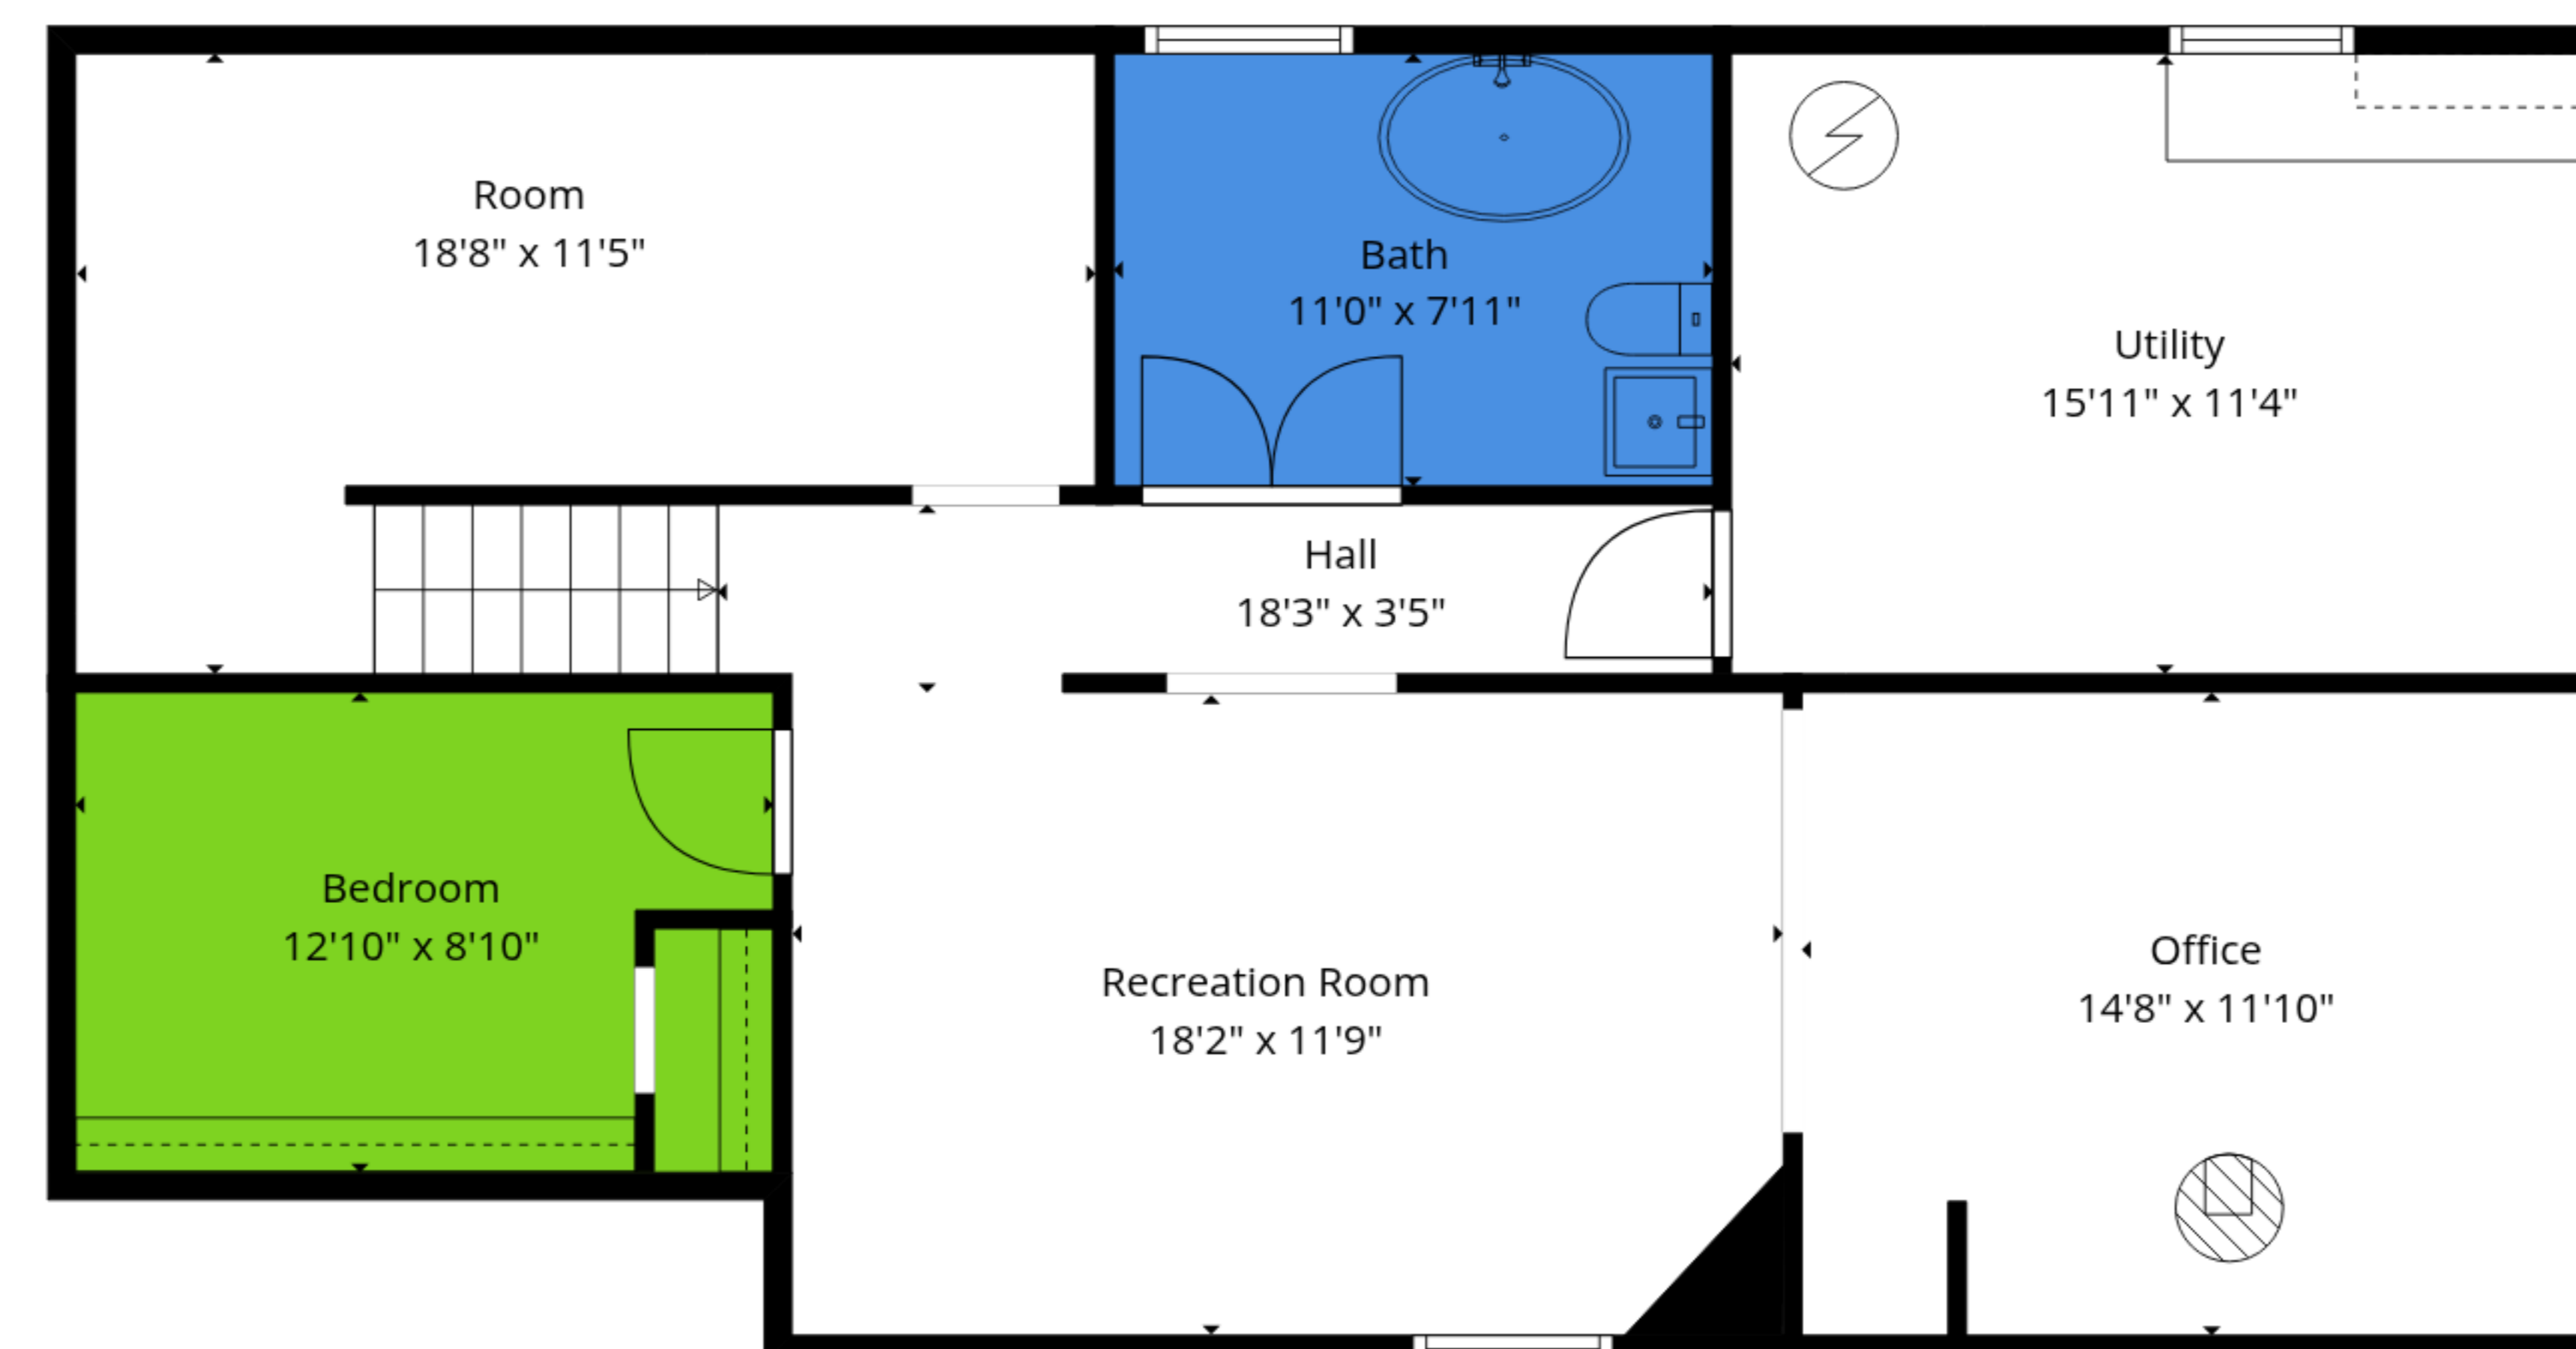 Room
18'8" x 11'5"
Bath
11'0" x 7'11"
Utility
15'11" x 11'4"
Hall
18'3" x 3'5"
Bedroom
12'10" x 8'10"
Recreation Room
18'2" x 11'9"
Office
14'8" x 11'10"